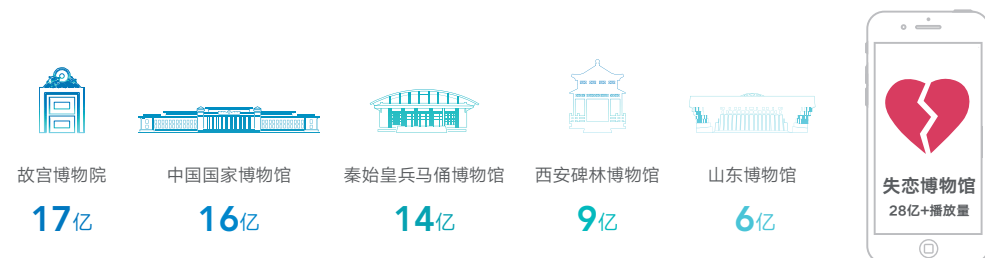 故宫博物院
17亿
中国国家博物馆
16亿
秦始皇兵马俑博物馆
14亿
西安碑林博物馆
9亿
山东博物馆
6亿
失恋博物馆
28亿+播放量